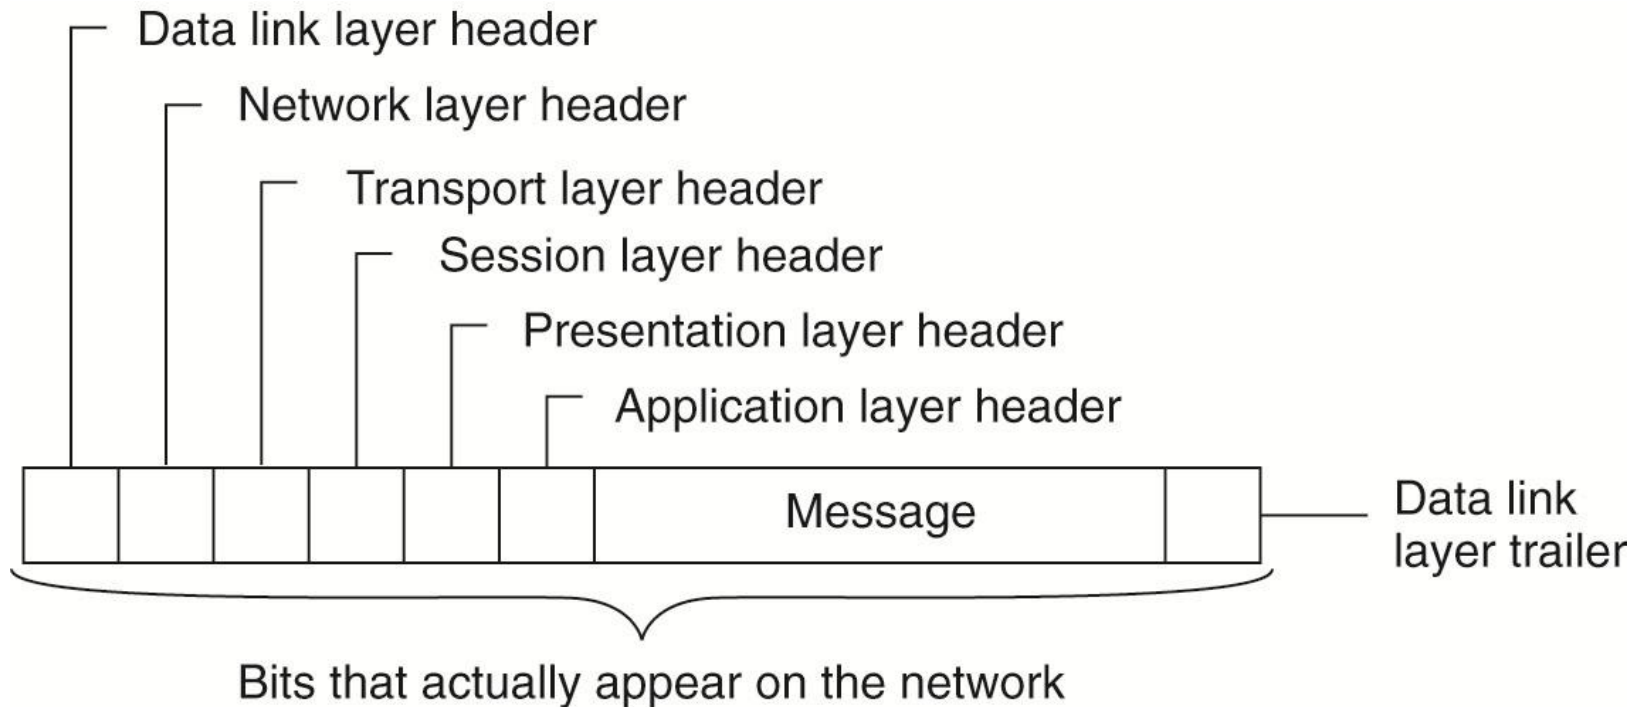 Data link layer header
Network layer header
Transport layer header
Session layer header
Presentation layer header
Application layer header
Message
Data link
layer trailer
Bits that actually appear on the network